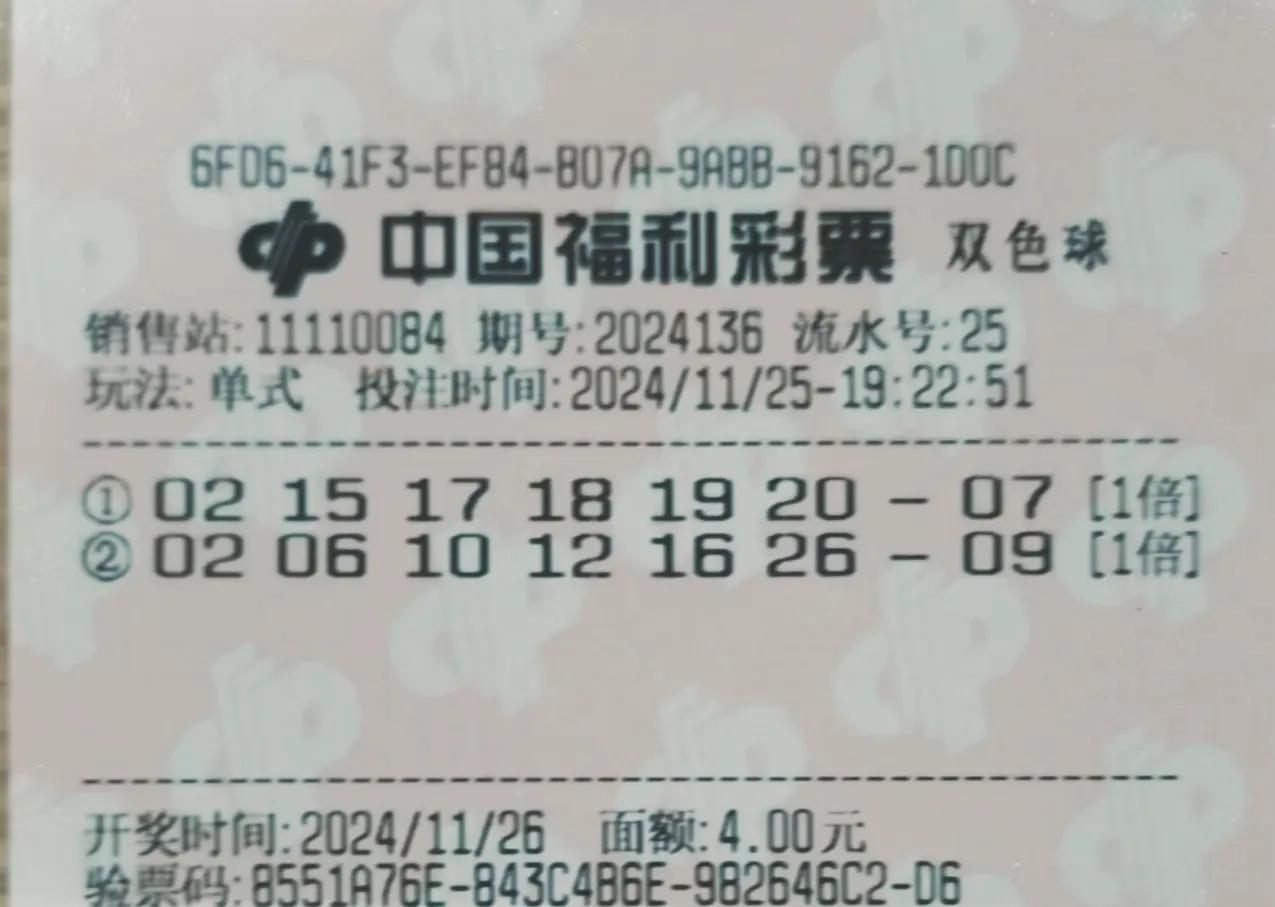 6FD6-41F3-EF84-B07A-9ABB-9162-1D0C
中国福利彩票 双色球
销售站:11110084 期号:2024136 流水号:25
玩法:单式 投注时间:2024/11/25-19:22:51
① 02 15 17 18 19 20 - 07 [1倍]
② 02 06 10 12 16 26 - 09 [1倍]
开奖时间:2024/11/26 面额:4.00元
验票码:8551A76E-843C4B6E-982646C2-D6